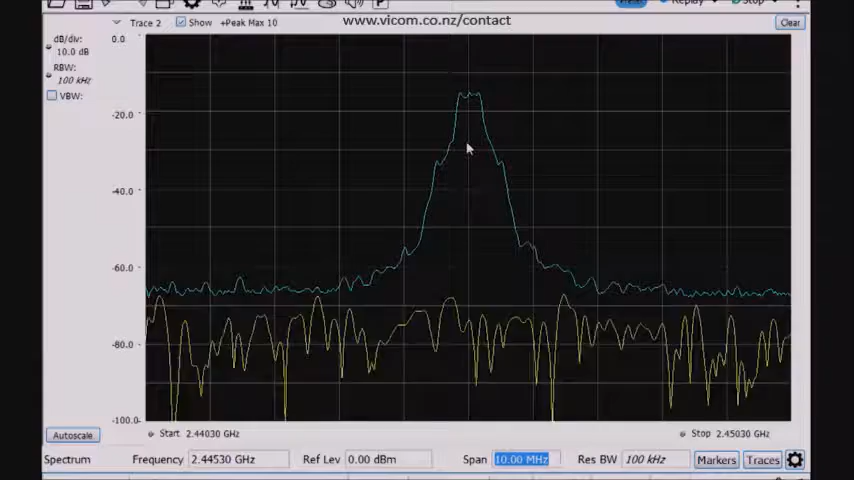 Replay
Stop
www.vicom.co.nz/contact
Trace 2 Show +Peak Max 10 Clear
dB/div:
10.0 dB
RBW:
100 kHz
VBW:
0.0
-20.0
-40.0
-60.0
-80.0
-100.0
Autoscale
Start 2.44030 GHz Stop 2.45030 GHz
Spectrum Frequency 2.44530 GHz Ref Lev 0.00 dBm Span 10.00 MHz Res BW 100 kHz Markers Traces